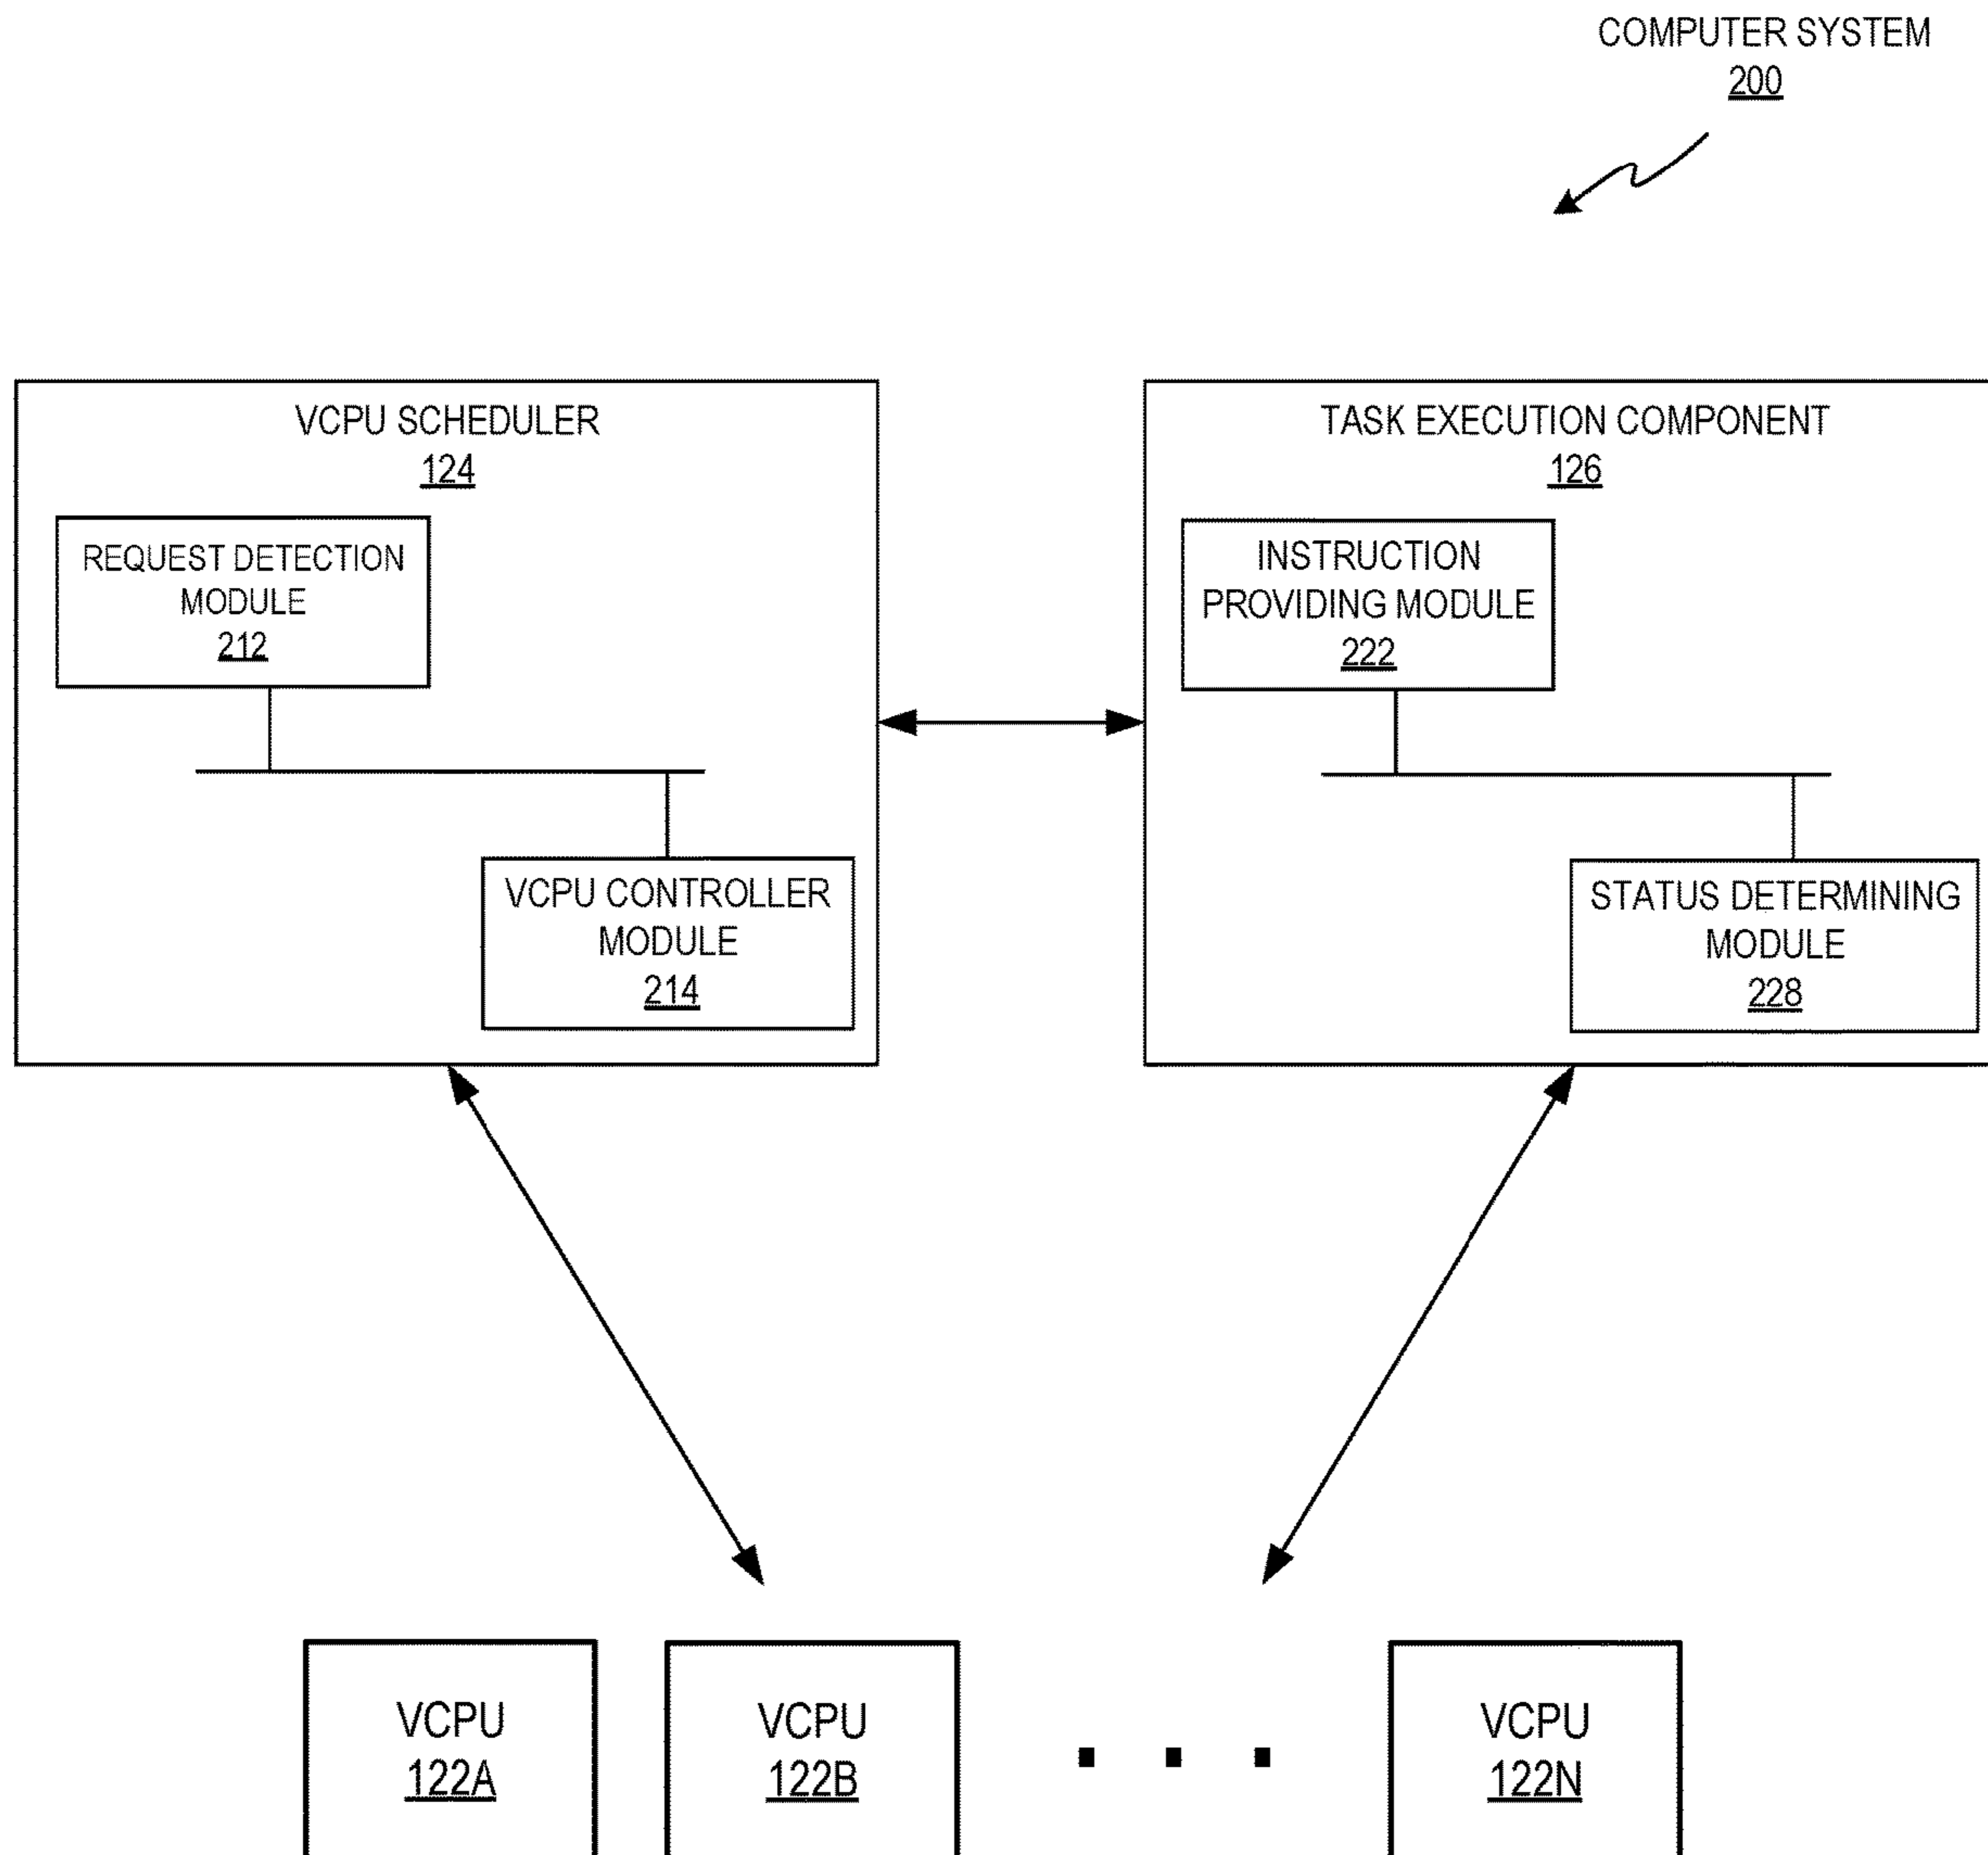 COMPUTER SYSTEM
200
VCPU SCHEDULER
124
REQUEST DETECTION
MODULE
212
VCPU CONTROLLER
MODULE
214
TASK EXECUTION COMPONENT
126
INSTRUCTION
PROVIDING MODULE
222
STATUS DETERMINING
MODULE
228
VCPU
122A
VCPU
122B
VCPU
122N